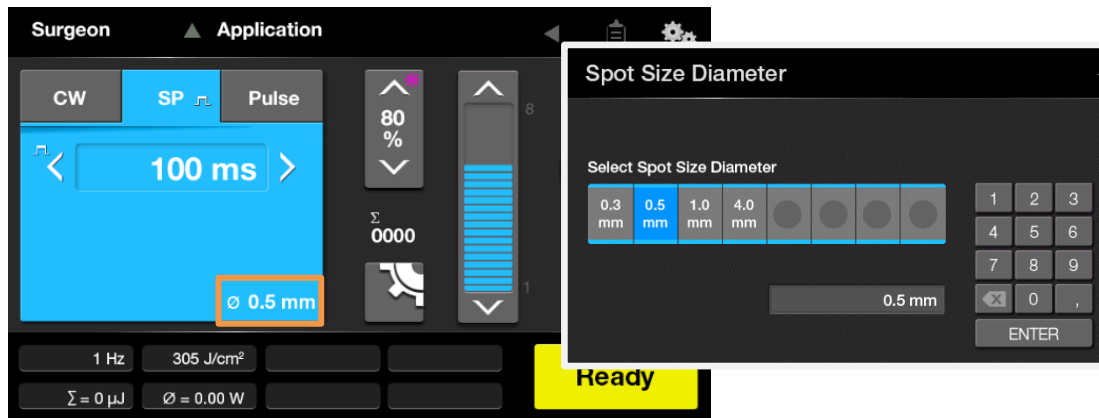 Surgeon Application
CW SP Pulse
80
%
8
100 ms
Σ
0000
1
Ø 0.5 mm
1 Hz 305 J/cm²
∑ = 0 µJ Ø = 0.00 W
Ready
Spot Size Diameter
Select Spot Size Diameter
0.3 0.5 1.0 4.0
mm mm mm mm
0.5 mm
1 2 3
4 5 6
7 8 9
0 ,
ENTER